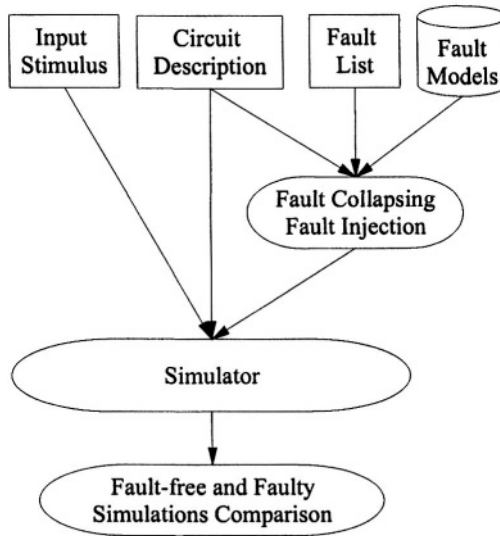 Input
Stimulus
Circuit
Description
Fault
List
Fault
Models
Fault Collapsing
Fault Injection
Simulator
Fault-free and Faulty
Simulations Comparison